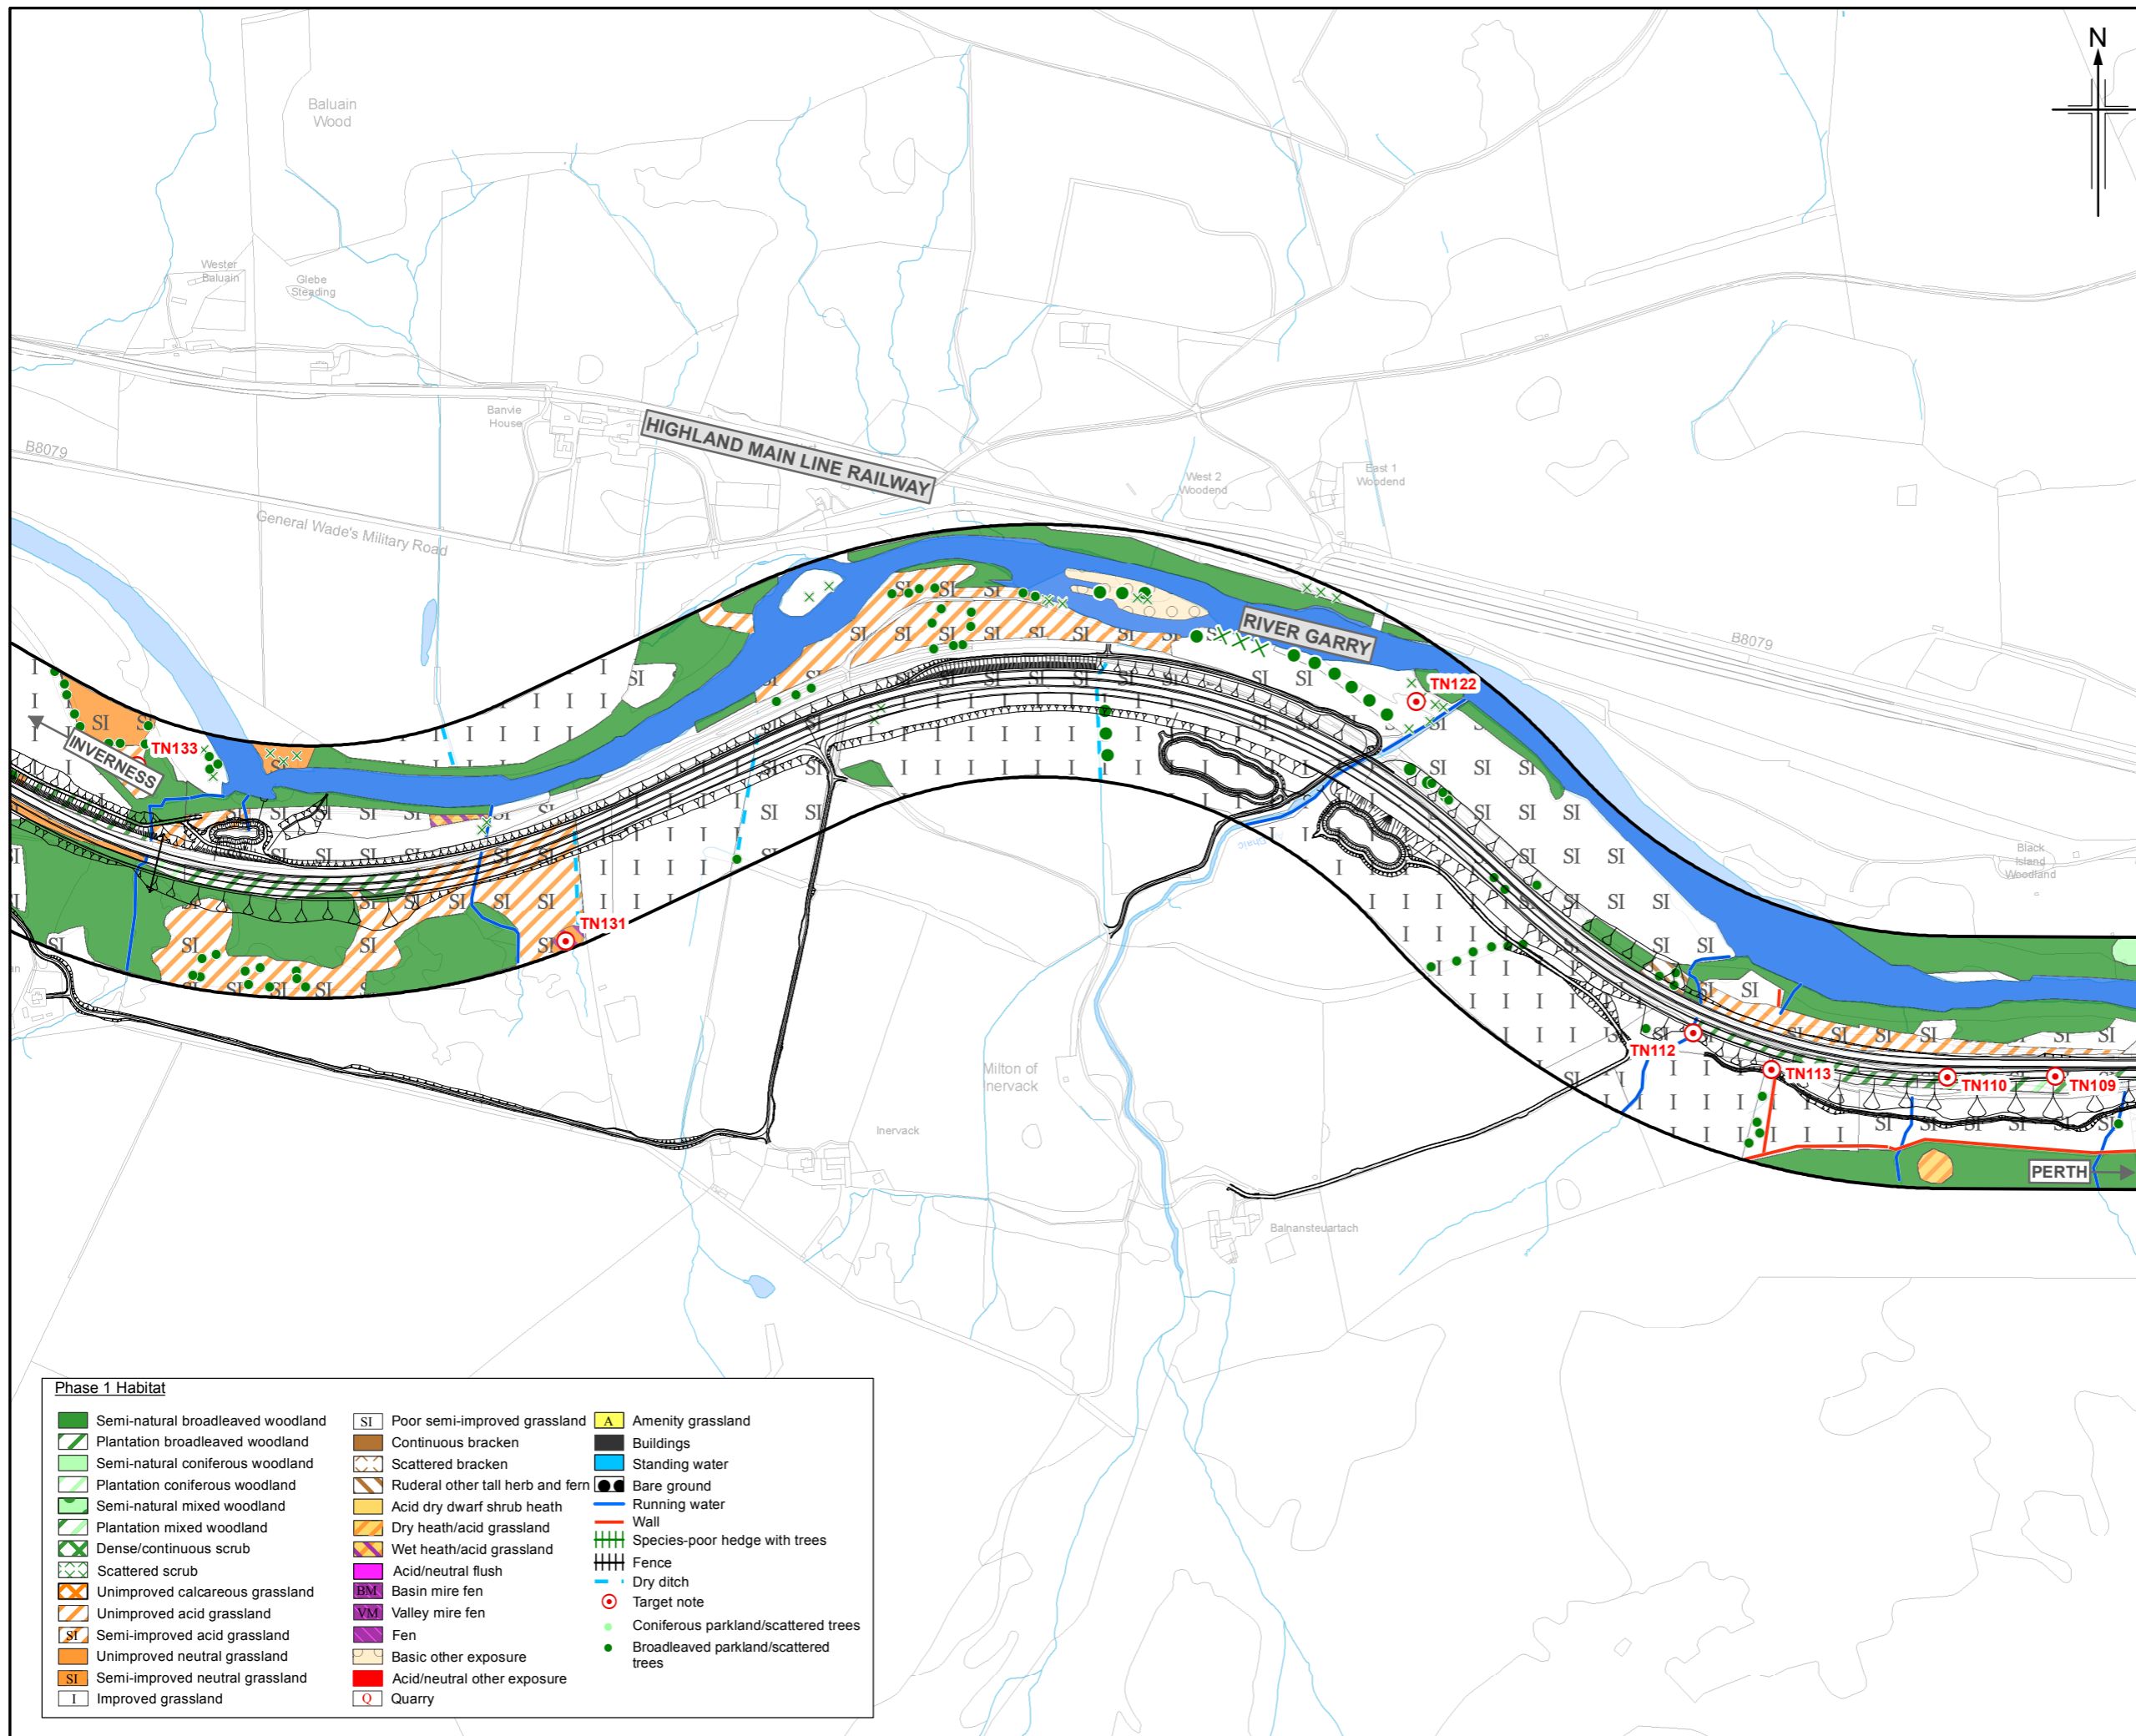 N
Baluain
Wood
Wester
Baluain
Glebe
Steading
Banvie
House
B8079
HIGHLAND MAIN LINE RAILWAY
General Wade's Military Road
West 2
Woodend
East 1
Woodend
RIVER GARRY
B8079
TN122
TN133
INVERNESS
TN131
Black
Island
Woodland
TN112
TN113
TN110
TN109
Milton of
Inervack
Inervack
Balnansteuartach
PERTH
Phase 1 Habitat
Semi-natural broadleaved woodland
Plantation broadleaved woodland
Semi-natural coniferous woodland
Plantation coniferous woodland
Semi-natural mixed woodland
Plantation mixed woodland
Dense/continuous scrub
Scattered scrub
Unimproved calcareous grassland
Unimproved acid grassland
SI Semi-improved acid grassland
Unimproved neutral grassland
SI Semi-improved neutral grassland
I Improved grassland
SI Poor semi-improved grassland
Continuous bracken
Scattered bracken
Ruderal other tall herb and fern
Acid dry dwarf shrub heath
Dry heath/acid grassland
Wet heath/acid grassland
Acid/neutral flush
BM Basin mire fen
VM Valley mire fen
Fen
Basic other exposure
Acid/neutral other exposure
Q Quarry
A Amenity grassland
Buildings
Standing water
Bare ground
Running water
Wall
Species-poor hedge with trees
Fence
Dry ditch
Target note
Coniferous parkland/scattered trees
Broadleaved parkland/scattered
trees